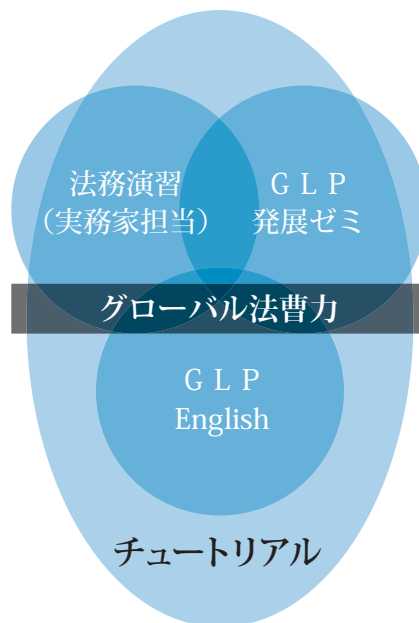 法務演習
（実務家担当）
ＧＬＰ
発展ゼミ
グローバル法曹力
ＧＬＰ
English
チュートリアル